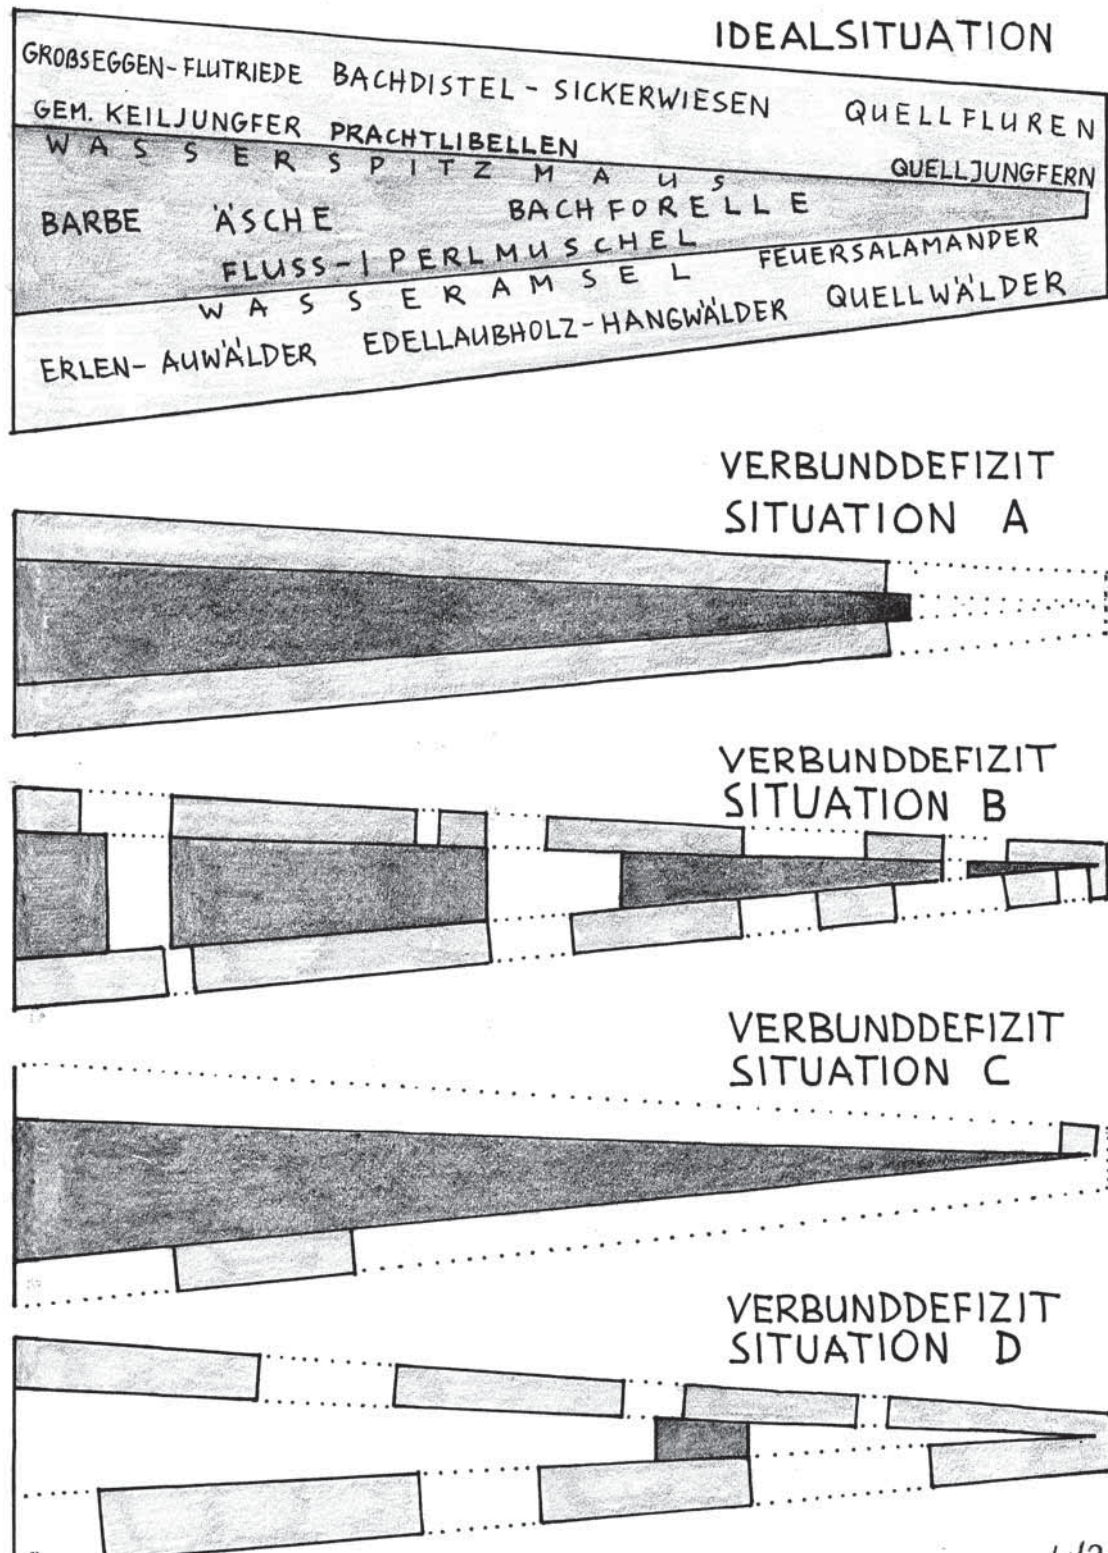 IDEALSITUATION
GROßSEGGEN-FLUTRIEDE BACHDISTEL - SICKERWIESEN QUELLFLUREN
GEM. KEILJUNGFER PRACHTLIBELLEN QUELLJUNGFERN
WASSERSPITZMAUS
BARBE ÄSCHE BACHFORELLE
FLUSS-|PERLMUSCHEL
WASSERAMSEL FEUERSALAMANDER
ERLEN-AUWÄLDER EDELLAUBHOLZ-HANGWÄLDER QUELLWÄLDER
VERBUNDDEFIZIT
SITUATION A
VERBUNDDEFIZIT
SITUATION B
VERBUNDDEFIZIT
SITUATION C
VERBUNDDEFIZIT
SITUATION D